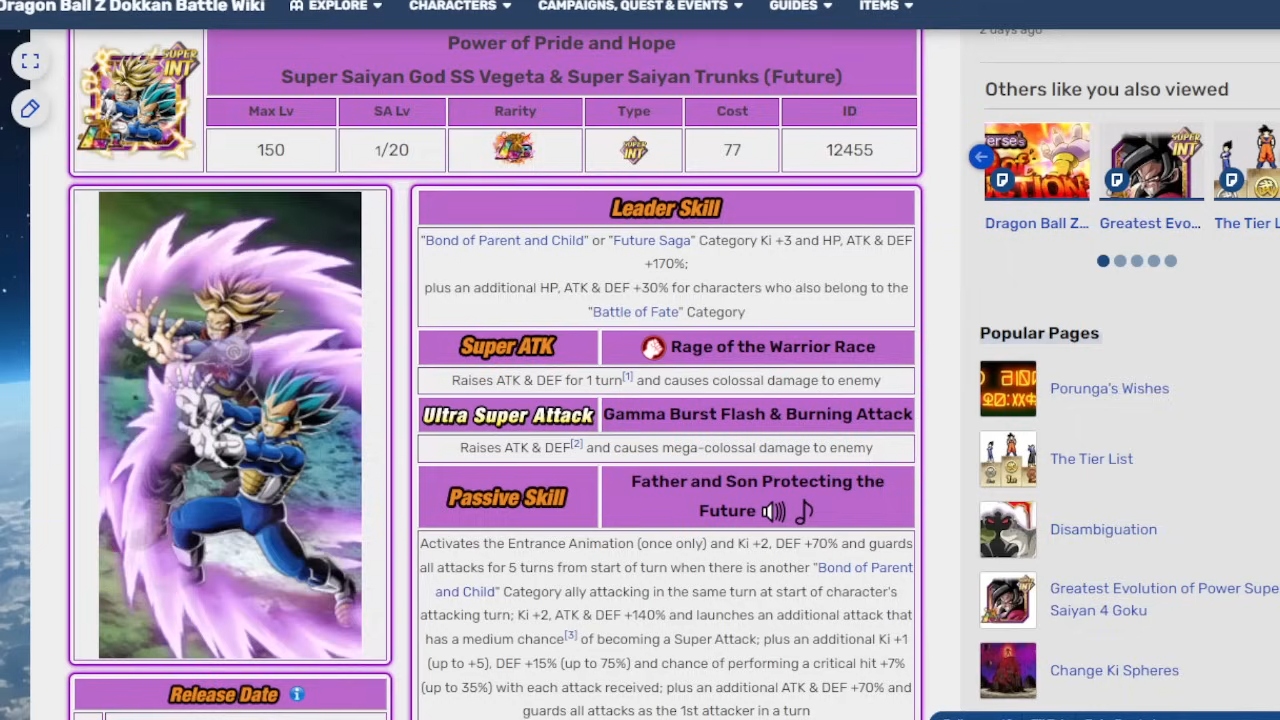 Dragon Ball Z Dokkan Battle Wiki
EXPLORE
CHARACTERS
CAMPAIGNS, QUEST & EVENTS
GUIDES
ITEMS
SUPER INT
Power of Pride and Hope
Super Saiyan God SS Vegeta & Super Saiyan Trunks (Future)
Max Lv
SA Lv
Rarity
Type
Cost
ID
150
1/20
LR
SUPER INT
77
12455
Leader Skill
"Bond of Parent and Child" or "Future Saga" Category Ki +3 and HP, ATK & DEF
+170%;
plus an additional HP, ATK & DEF +30% for characters who also belong to the
"Battle of Fate" Category
Super ATK
Rage of the Warrior Race
Raises ATK & DEF for 1 turn[1] and causes colossal damage to enemy
Ultra Super Attack
Gamma Burst Flash & Burning Attack
Raises ATK & DEF[2] and causes mega-colossal damage to enemy
Passive Skill
Father and Son Protecting the
Future
Activates the Entrance Animation (once only) and Ki +2, DEF +70% and guards
all attacks for 5 turns from start of turn when there is another "Bond of Parent
and Child" Category ally attacking in the same turn at start of character's
attacking turn; Ki +2, ATK & DEF +140% and launches an additional attack that
has a medium chance[3] of becoming a Super Attack; plus an additional Ki +1
(up to +5), DEF +15% (up to 75%) and chance of performing a critical hit +7%
(up to 35%) with each attack received; plus an additional ATK & DEF +70% and
guards all attacks as the 1st attacker in a turn
Release Date
2 days ago
Others like you also viewed
Dragon Ball Z...
Greatest Evo...
The Tier L
Popular Pages
Porunga's Wishes
The Tier List
Disambiguation
Greatest Evolution of Power Supe
Saiyan 4 Goku
Change Ki Spheres